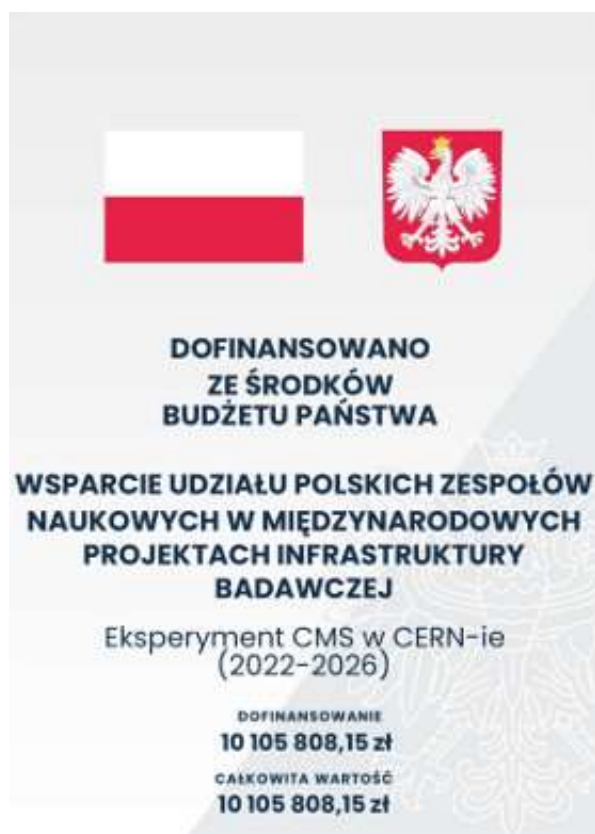 DOFINANSOWANO
ZE ŚRODKÓW
BUDŻETU PAŃSTWA
WSPARCIE UDZIAŁU POLSKICH ZESPOŁÓW
NAUKOWYCH W MIĘDZYNARODOWYCH
PROJEKTACH INFRASTRUKTURY
BADAWCZEJ
Eksperyment CMS w CERN-ie
(2022-2026)
DOFINANSOWANIE
10 105 808,15 zł
CAŁKOWITA WARTOŚĆ
10 105 808,15 zł